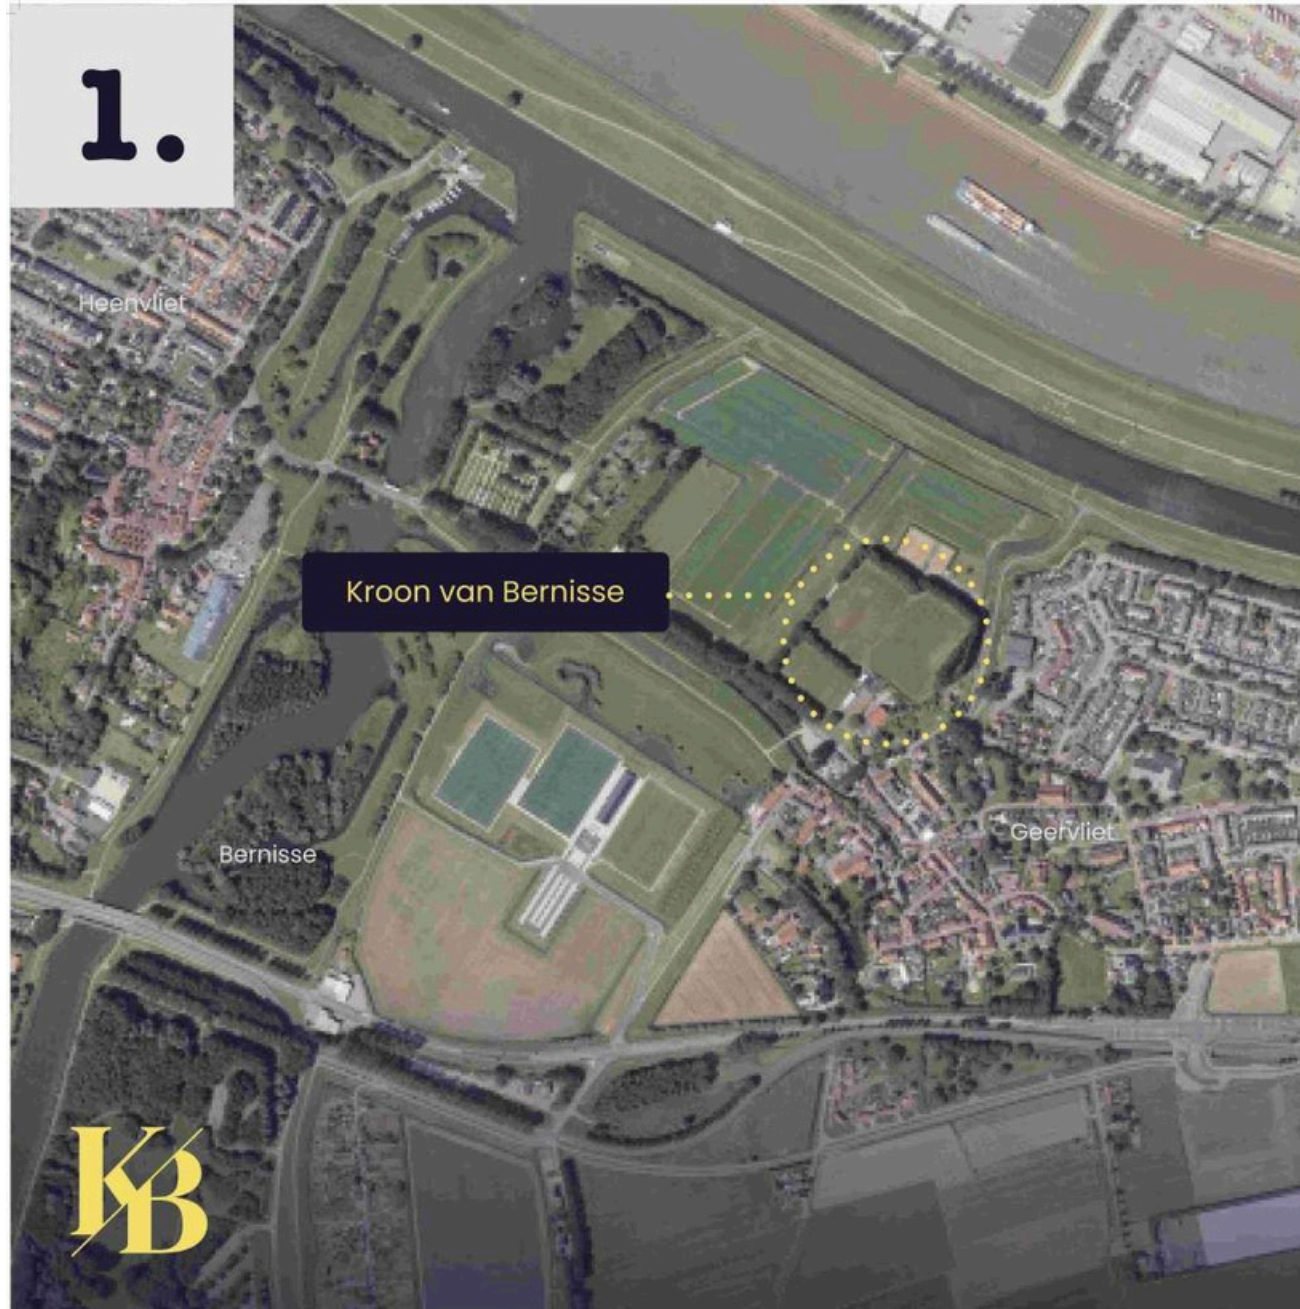 1.
Heenvliet
Kroon van Bernisse
Geervliet
Bernisse
KB